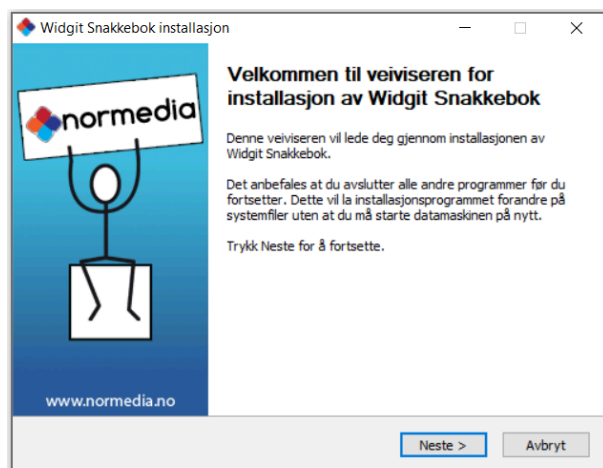 Widgit Snakkebok installasjon
normedia
Velkommen til veiviseren for
installasjon av Widgit Snakkebok
Denne veiviseren vil lede deg gjennom installasjonen av
Widgit Snakkebok.
Det anbefales at du avslutter alle andre programmer før du
fortsetter. Dette vil la installasjonsprogrammet forandre på
systemfiler uten at du må starte datamaskinen på nytt.
Trykk Neste for å fortsette.
www.normedia.no
Neste >
Avbryt